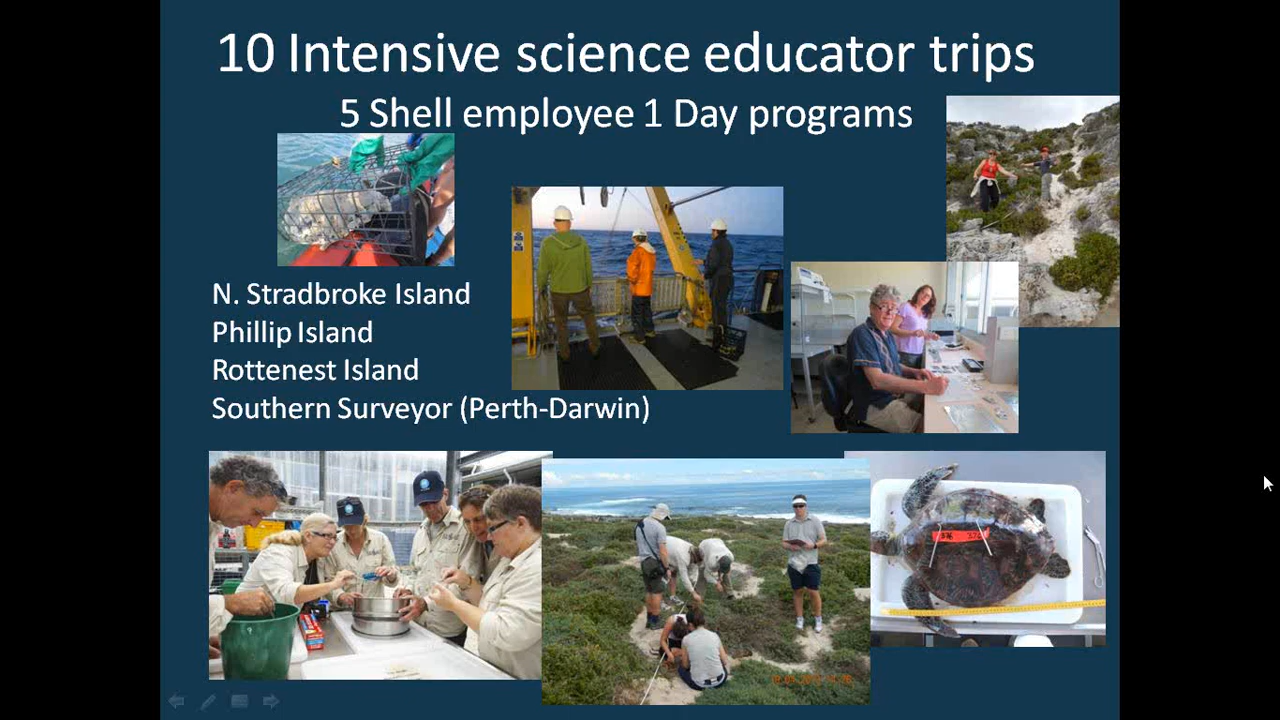 10 Intensive science educator trips
5 Shell employee 1 Day programs
N. Stradbroke Island
Phillip Island
Rottenest Island
Southern Surveyor (Perth-Darwin)